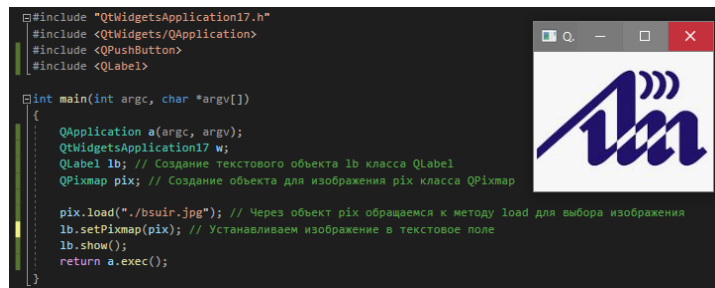 #include "QtWidgetsApplication17.h"
#include <QtWidgets/QApplication>
#include <QPushButton>
#include <QLabel>
Q.
int main(int argc, char *argv[])
{
QApplication a(argc, argv);
QtWidgetsApplication17 w;
QLabel lb; // Создание текстового объекта lb класса QLabel
QPixmap pix; // Создание объекта для изображения pix класса QPixmap
pix.load("./bsuir.jpg"); // Через объект pix обращаемся к методу load для выбора изображения
lb.setPixmap(pix); // Устанавливаем изображение в текстовое поле
lb.show();
return a.exec();
}